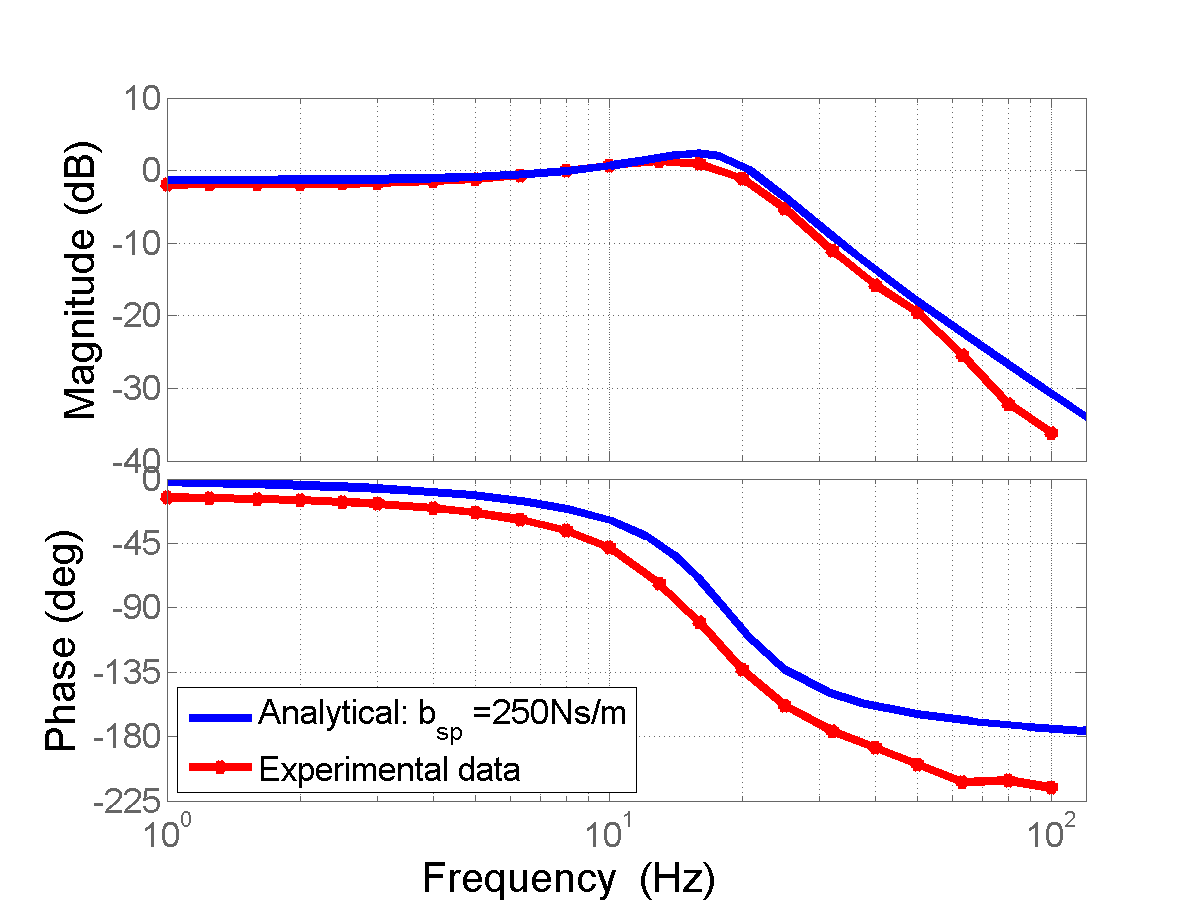 10
0
-10
-20
-30
-40
Magnitude (dB)
0
-45
-90
-135
-180
-225
Phase (deg)
Analytical: b_sp =250Ns/m
Experimental data
10^0 10^1 10^2
Frequency (Hz)